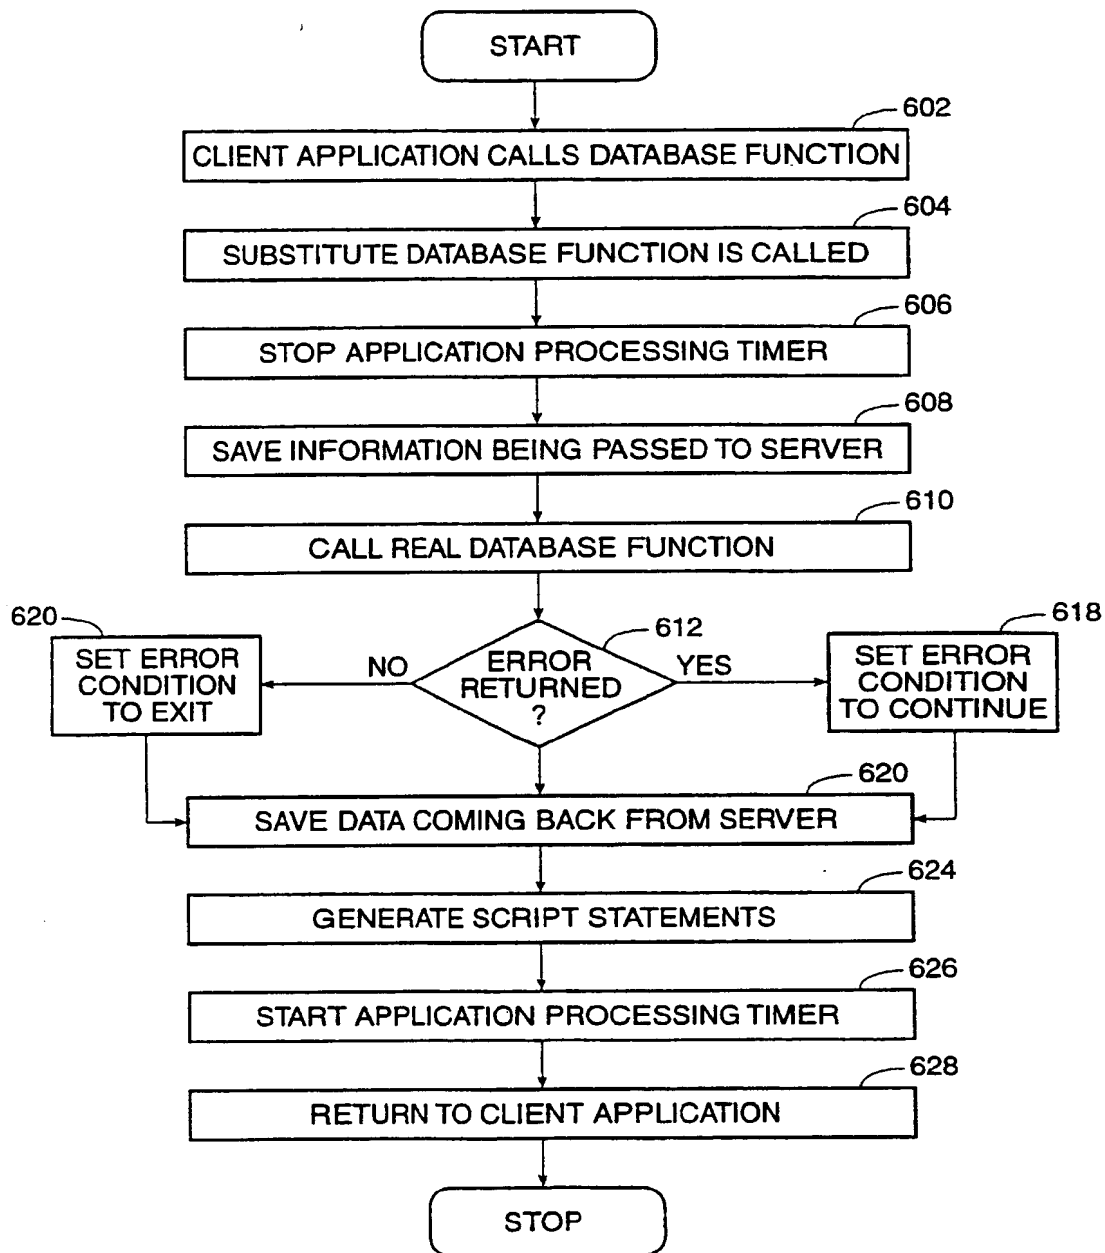 START
602
CLIENT APPLICATION CALLS DATABASE FUNCTION
604
SUBSTITUTE DATABASE FUNCTION IS CALLED
606
STOP APPLICATION PROCESSING TIMER
608
SAVE INFORMATION BEING PASSED TO SERVER
610
CALL REAL DATABASE FUNCTION
620
SET ERROR
CONDITION
TO EXIT
NO
612
ERROR
RETURNED
?
YES
618
SET ERROR
CONDITION
TO CONTINUE
620
SAVE DATA COMING BACK FROM SERVER
624
GENERATE SCRIPT STATEMENTS
626
START APPLICATION PROCESSING TIMER
628
RETURN TO CLIENT APPLICATION
STOP